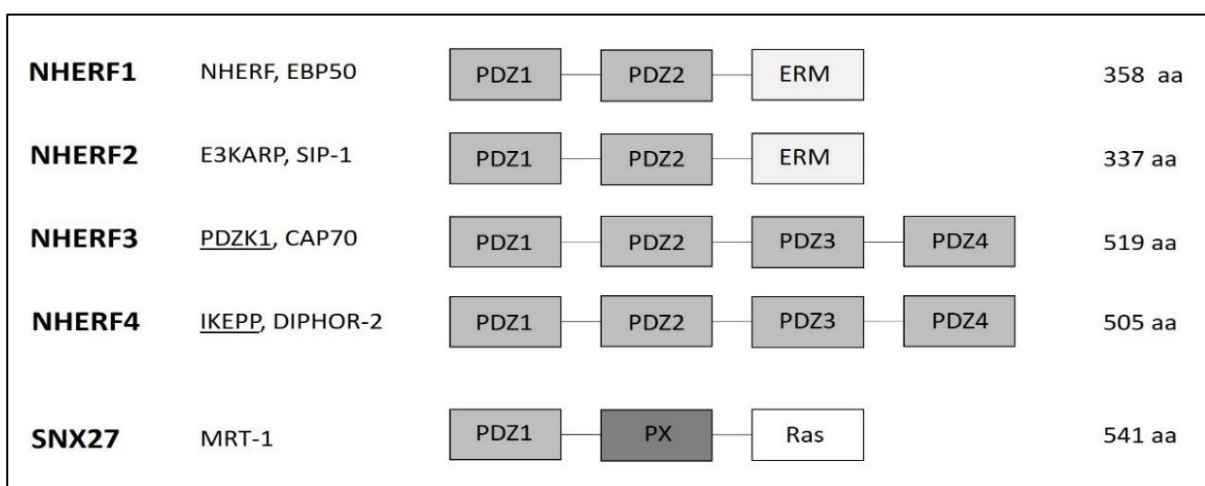 NHERF1 NHERF, EBP50 PDZ1 PDZ2 ERM 358 aa
NHERF2 E3KARP, SIP-1 PDZ1 PDZ2 ERM 337 aa
NHERF3 PDZK1, CAP70 PDZ1 PDZ2 PDZ3 PDZ4 519 aa
NHERF4 IKEPP, DIPHOR-2 PDZ1 PDZ2 PDZ3 PDZ4 505 aa
SNX27 MRT-1 PDZ1 PX Ras 541 aa